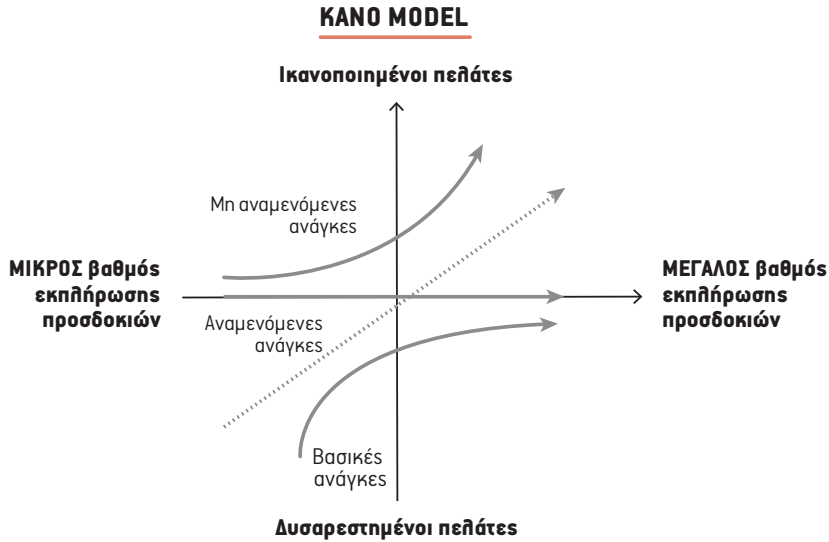 KANO MODEL
Ικανοποιημένοι πελάτες
Μη αναμενόμενες
ανάγκες
ΜΙΚΡΟΣ βαθμός
εκπλήρωσης
προσδοκιών
ΜΕΓΑΛΟΣ βαθμός
εκπλήρωσης
προσδοκιών
Αναμενόμενες
ανάγκες
Βασικές
ανάγκες
Δυσαρεστημένοι πελάτες